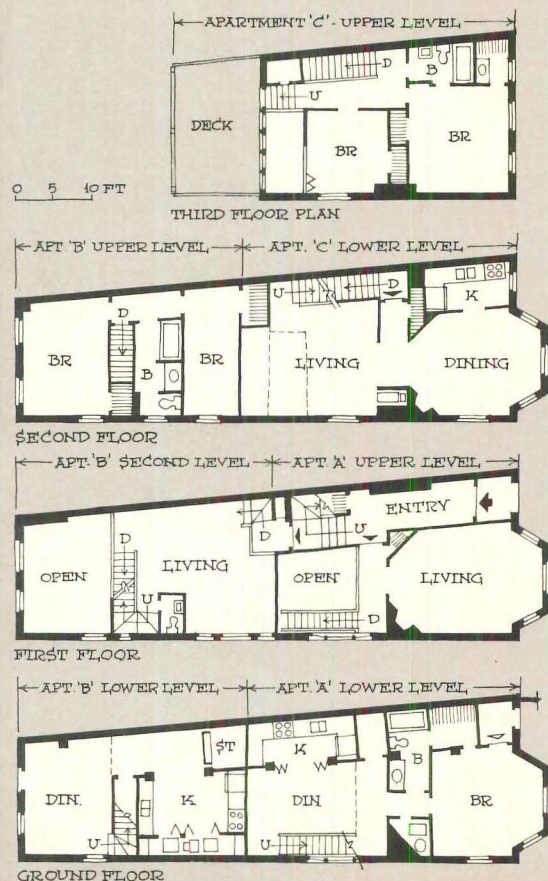 APARTMENT 'C' - UPPER LEVEL
D
B
U
DECK
BR
BR
0 5 10 FT
THIRD FLOOR PLAN
APT. 'B' UPPER LEVEL
APT. 'C' LOWER LEVEL
U
D
K
D
BR
BR
LIVING
DINING
B
SECOND FLOOR
APT. 'B' SECOND LEVEL
APT. 'A' UPPER LEVEL
ENTRY
D
D
U
LIVING
OPEN
OPEN
LIVING
U
D
FIRST FLOOR
APT. 'B' LOWER LEVEL
APT. 'A' LOWER LEVEL
ST
K
B
DIN.
K
DIN.
BR
U
U
GROUND FLOOR